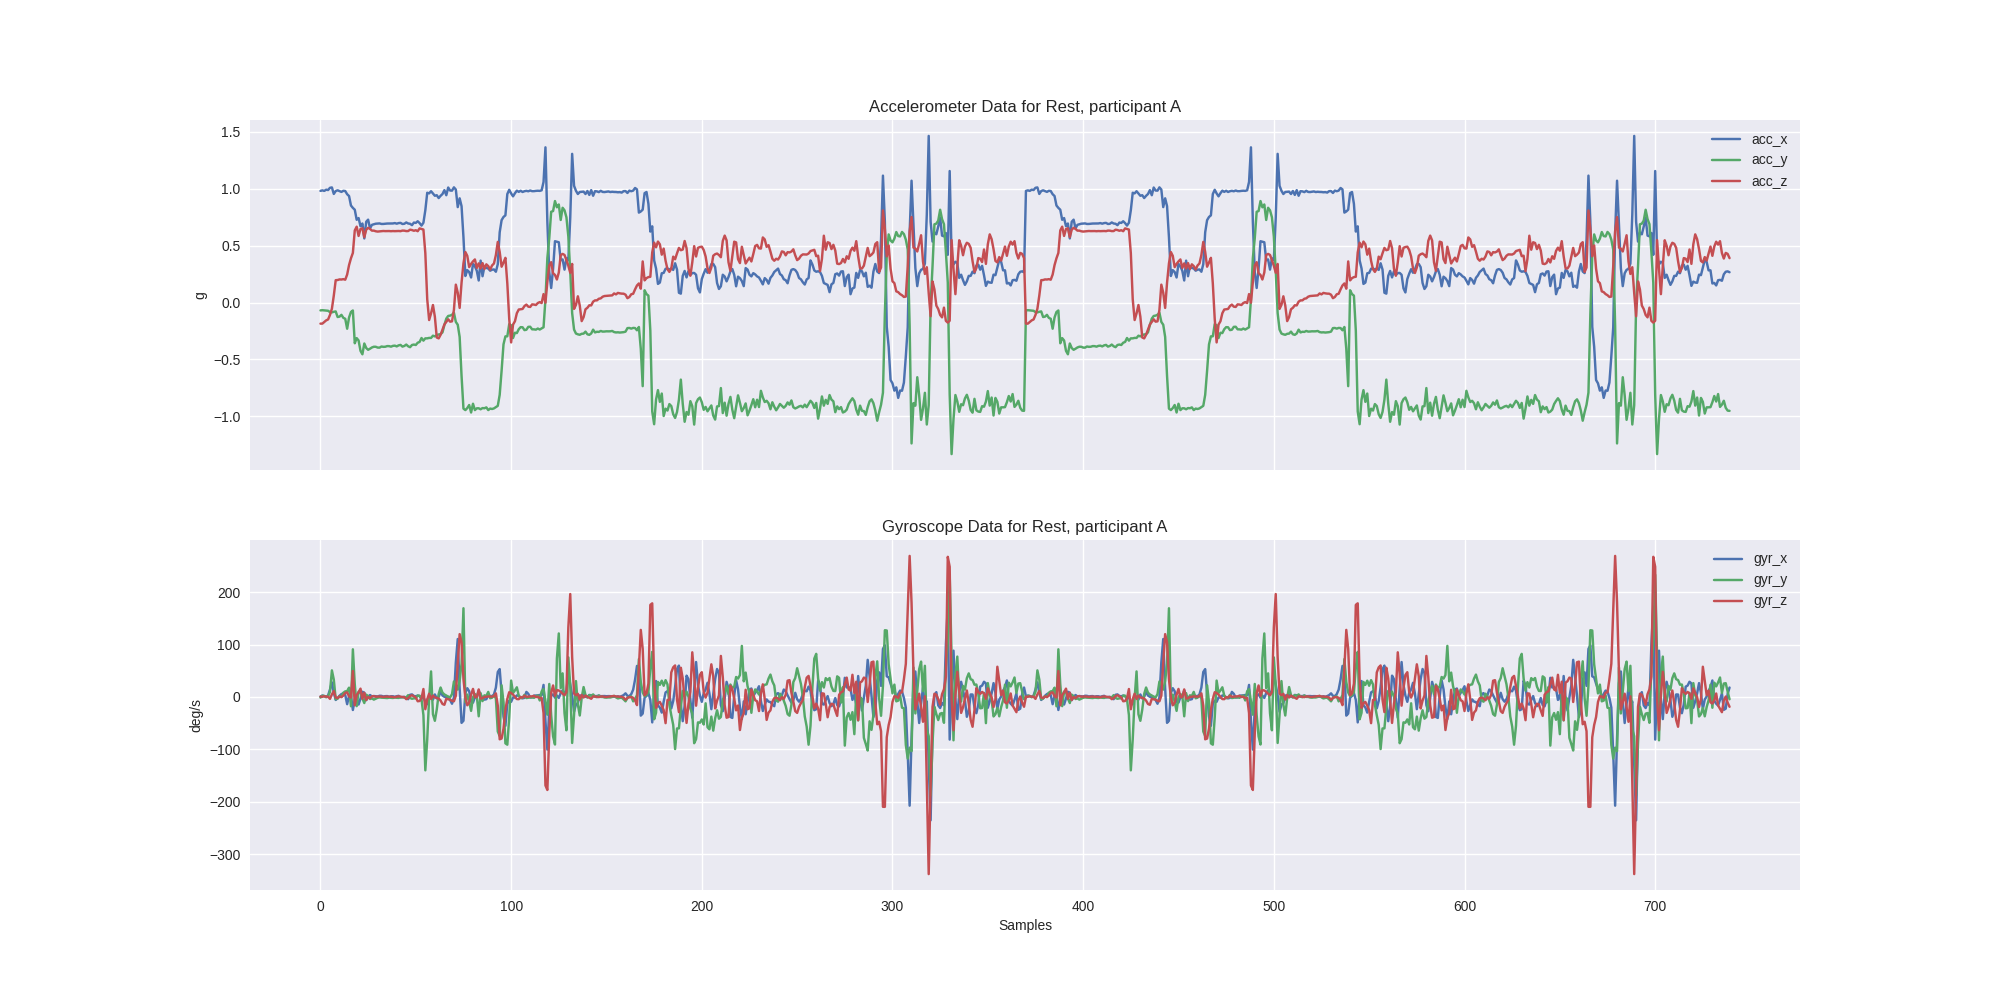 Accelerometer Data for Rest, participant A
1.5
1.0
0.5
0.0
−0.5
−1.0
g
acc_x
acc_y
acc_z
Gyroscope Data for Rest, participant A
200
100
0
−100
−200
−300
deg/s
gyr_x
gyr_y
gyr_z
0 100 200 300 400 500 600 700
Samples